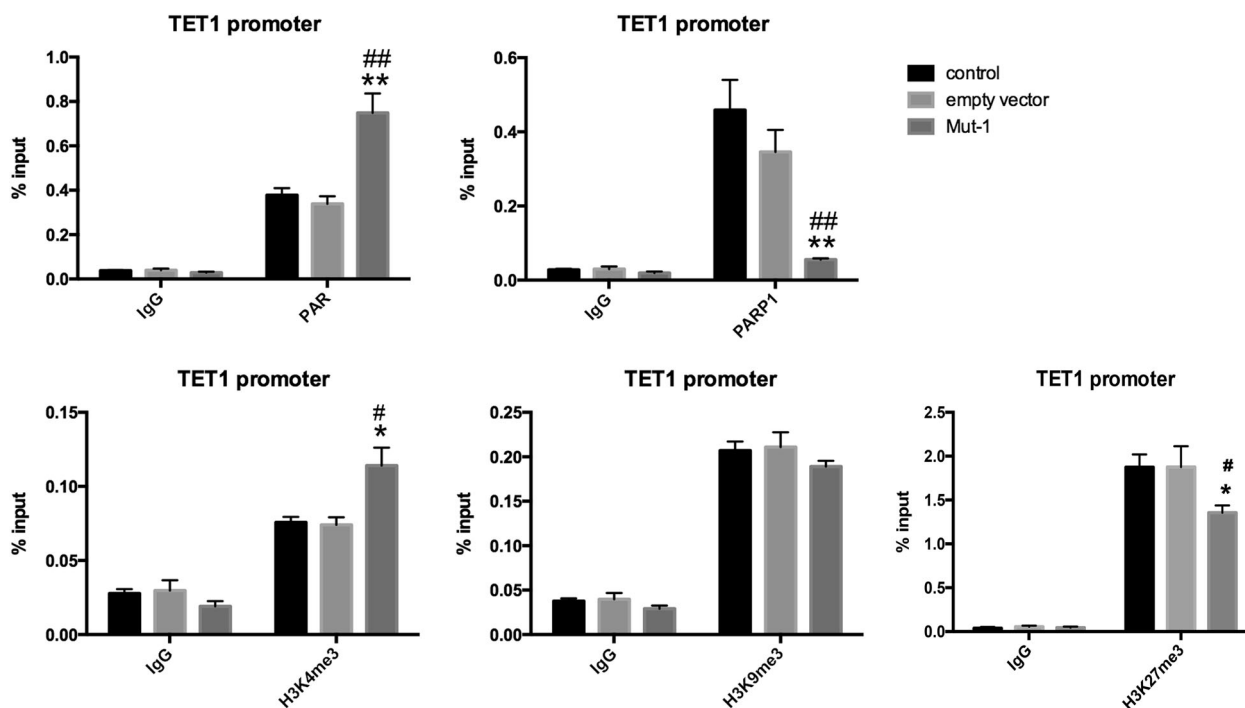 TET1 promoter
% input
1.0
0.8
0.6
0.4
0.2
0.0
##
**
IgG
PAR
TET1 promoter
% input
0.6
0.4
0.2
0.0
##
**
IgG
PARP1
control
empty vector
Mut-1
TET1 promoter
% input
0.15
0.10
0.05
0.00
#
*
IgG
H3K4me3
TET1 promoter
% input
0.25
0.20
0.15
0.10
0.05
0.00
IgG
H3K9me3
TET1 promoter
% input
2.5
2.0
1.5
1.0
0.5
0.0
#
*
IgG
H3K27me3